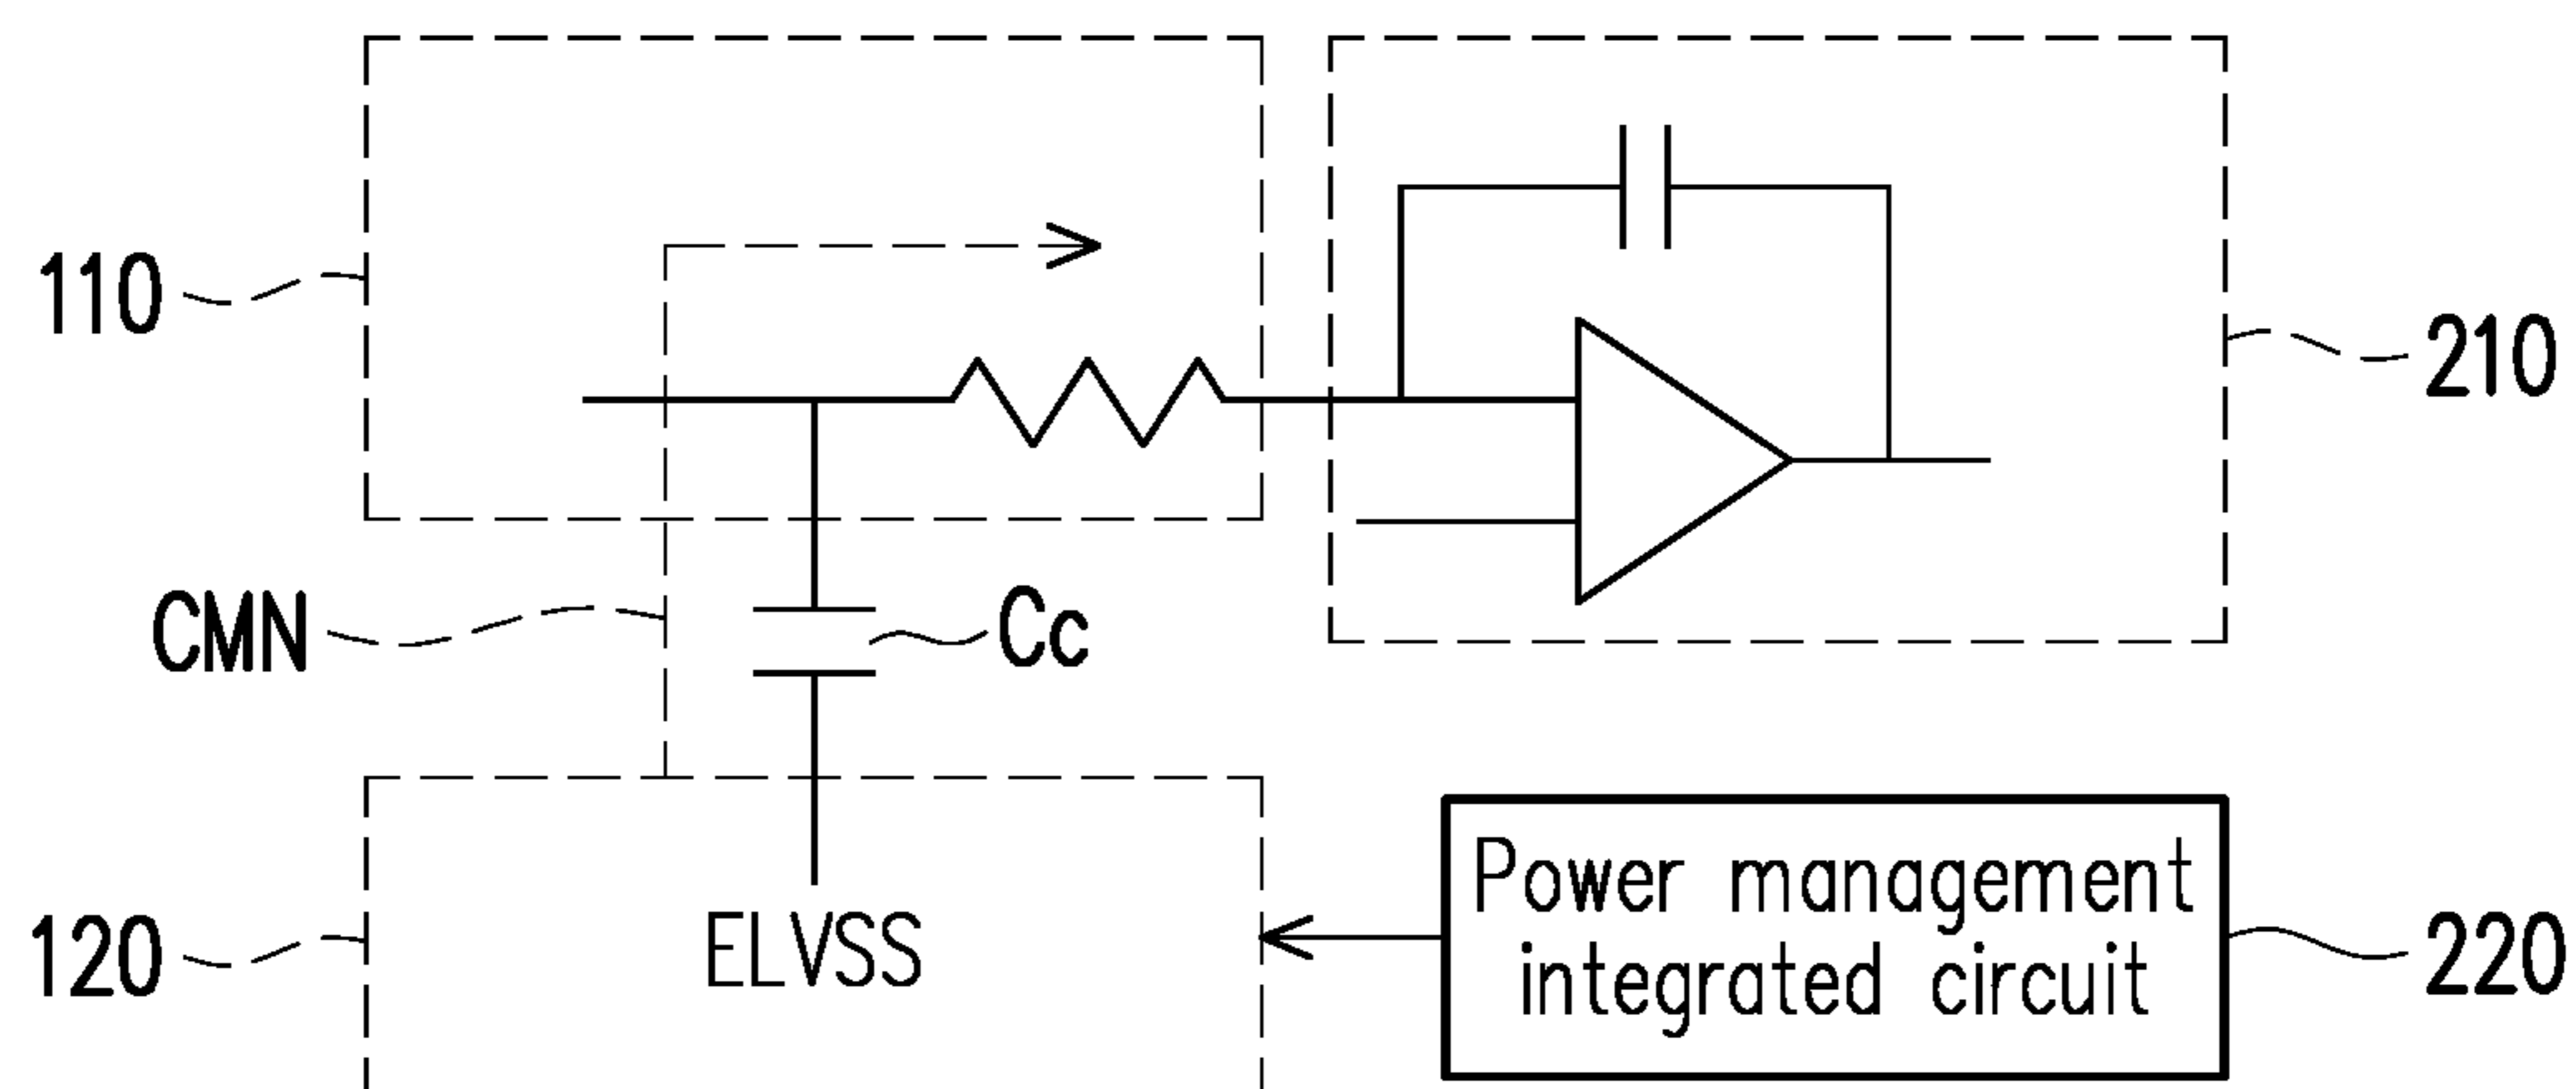 110
210
CMN
Cc
120
ELVSS
Power management
integrated circuit
220